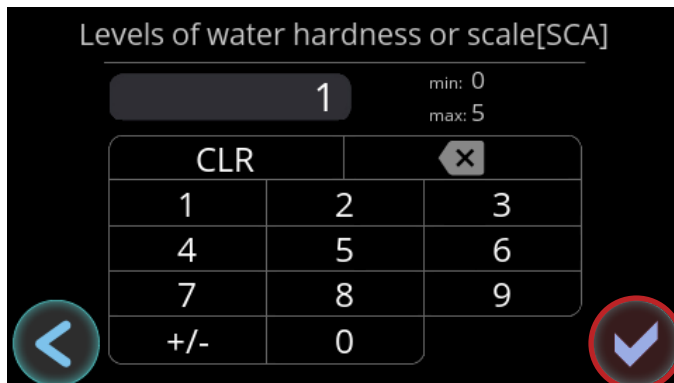 Levels of water hardness or scale[SCA]
1
min: 0
max: 5
CLR
1 2 3
4 5 6
7 8 9
+/- 0